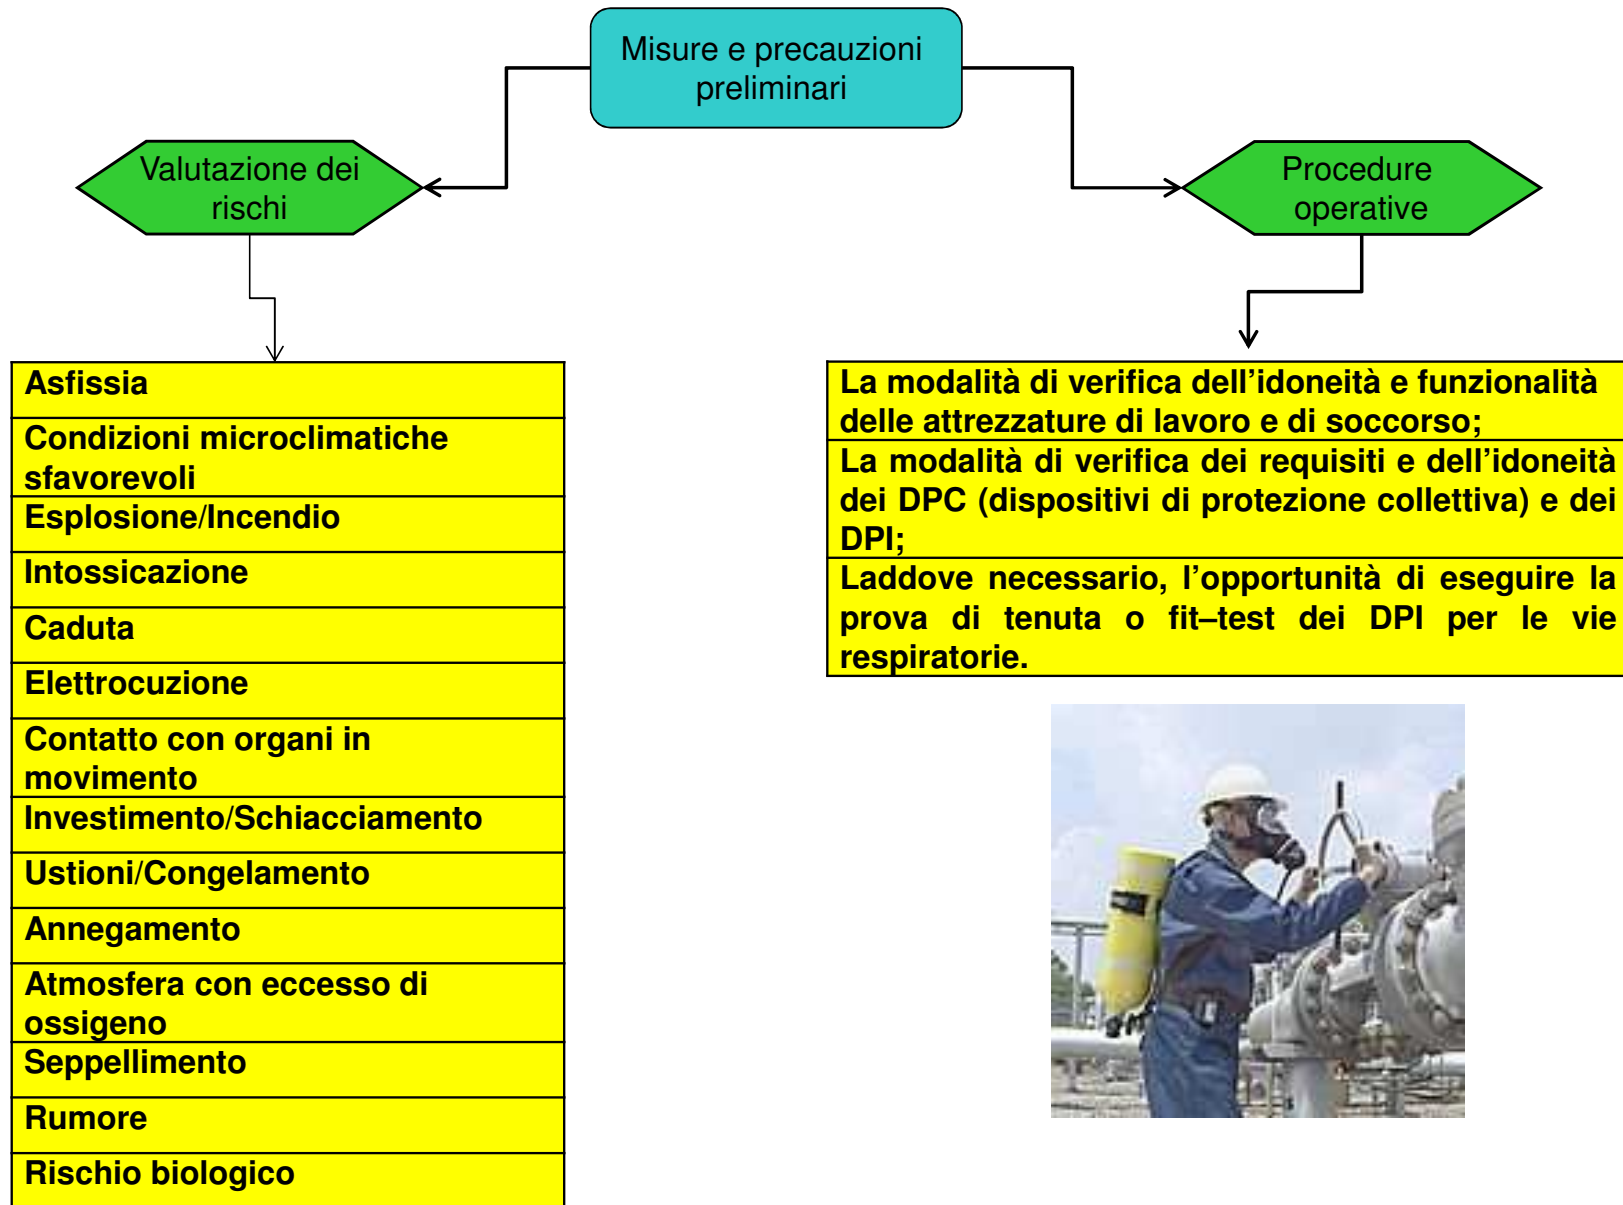 Misure e precauzioni
preliminari
Valutazione dei
rischi
Procedure
operative
Asfissia
Condizioni microclimatiche
sfavorevoli
Esplosione/Incendio
Intossicazione
Caduta
Elettrocuzione
Contatto con organi in
movimento
Investimento/Schiacciamento
Ustioni/Congelamento
Annegamento
Atmosfera con eccesso di
ossigeno
Seppellimento
Rumore
Rischio biologico
La modalità di verifica dell’idoneità e funzionalità
delle attrezzature di lavoro e di soccorso;
La modalità di verifica dei requisiti e dell’idoneità
dei DPC (dispositivi di protezione collettiva) e dei
DPI;
Laddove necessario, l’opportunità di eseguire la
prova di tenuta o fit–test dei DPI per le vie
respiratorie.